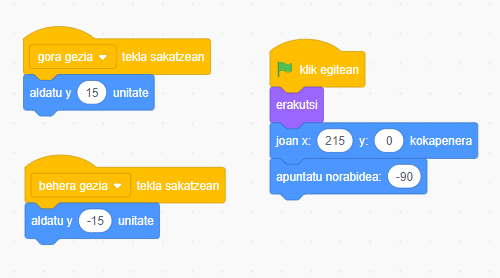 gora gezia tekla sakatzean
aldatu y 15 unitate
behera gezia tekla sakatzean
aldatu y -15 unitate
klik egitean
erakutsi
joan x: 215 y: 0 kokapenera
apuntatu norabidea: -90